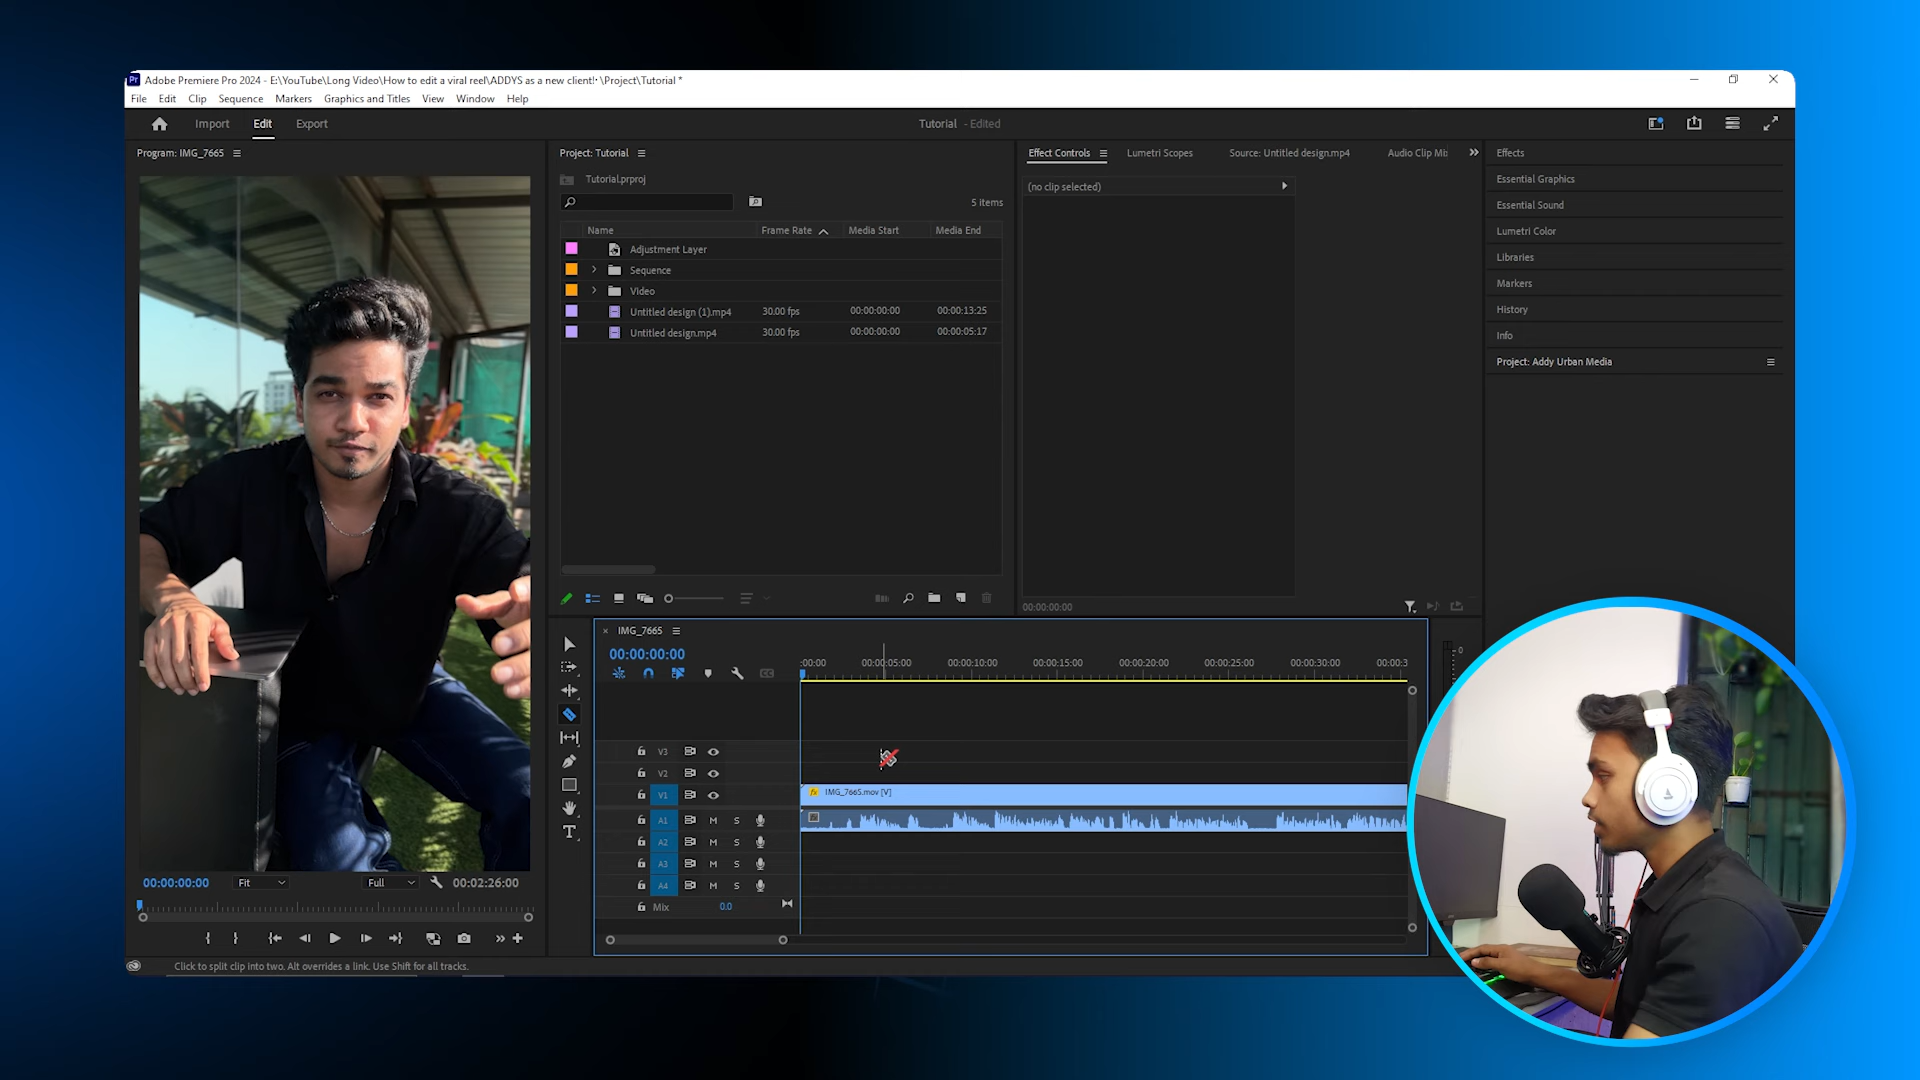 Pr Adobe Premiere Pro 2024 - E:\YouTube\Long Video\How to edit a viral reel\ADDYS as a new client!·\Project\Tutorial *
File Edit Clip Sequence Markers Graphics and Titles View Window Help
Import Edit Export
Tutorial - Edited
Program: IMG_7665
Project: Tutorial
Effect Controls
Lumetri Scopes
Source: Untitled design.mp4
Audio Clip Mi
Effects
Tutorial.prproj
Essential Graphics
(no clip selected)
5 items
Essential Sound
Name Frame Rate Media Start Media End
Lumetri Color
Adjustment Layer
Libraries
Sequence
Markers
Video
History
Untitled design (1).mp4 30.00 fps 00:00:00:00 00:00:13:25
Untitled design.mp4 30.00 fps 00:00:00:00 00:00:05:17
Info
Project: Addy Urban Media
00:00:00:00
IMG_7665
00:00:00:00
:00:00 00:00:05:00 00:00:10:00 00:00:15:00 00:00:20:00 00:00:25:00 00:00:30:00 00:00:3
0
V3
V2
V1
IMG_7665.mov [V]
fx
A1 M S
A2 M S
A3 M S
A4 M S
Mix 0.0
00:00:00:00 Fit Full 00:02:26:00
Click to split clip into two. Alt overrides a link. Use Shift for all tracks.